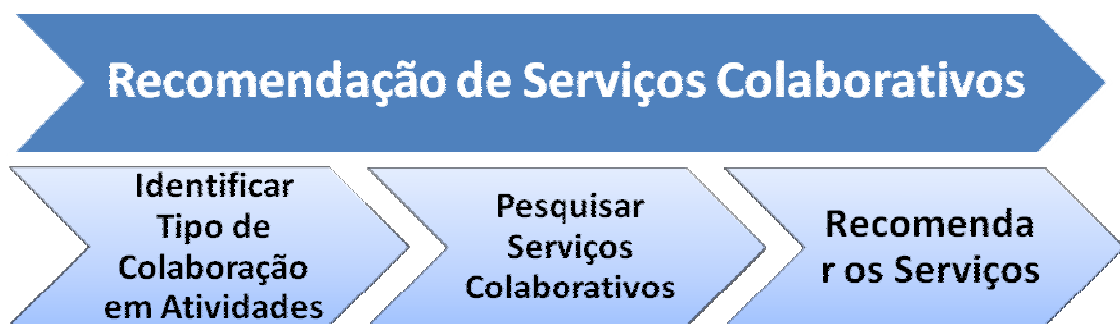 Recomendação de Serviços Colaborativos
Identificar
Tipo de
Colaboração
em Atividades
Pesquisar
Serviços
Colaborativos
Recomenda
r os Serviços